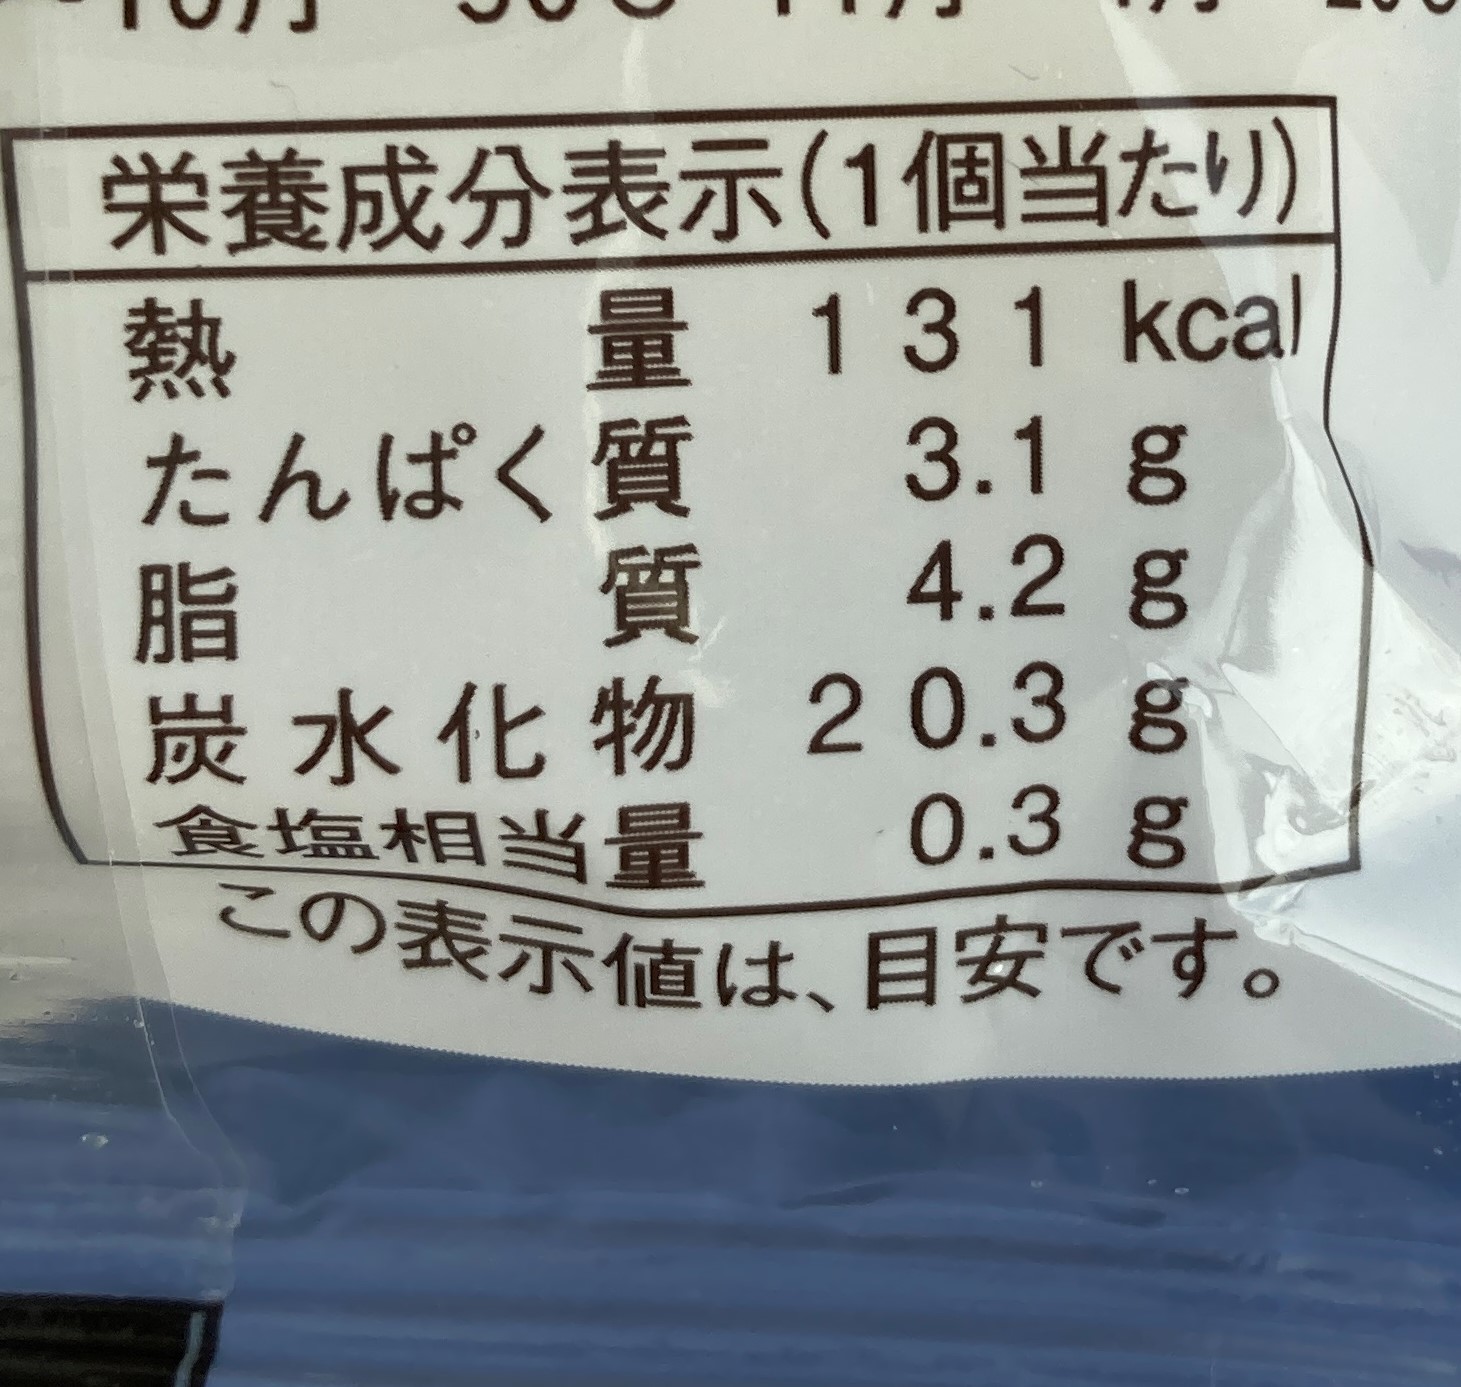 栄養成分表示(1個当たり)
熱量 131 kcal
たんぱく質 3.1 g
脂質 4.2 g
炭水化物 20.3 g
食塩相当量 0.3 g
この表示値は、目安です。